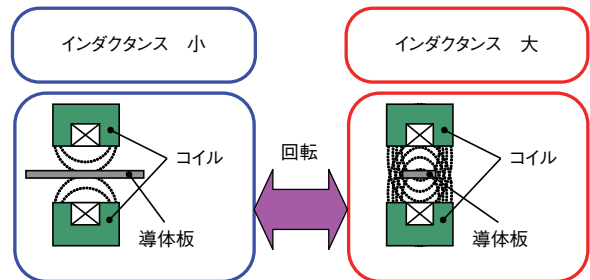 インダクタンス 小
インダクタンス 大
コイル
導体板
回転
コイル
導体板